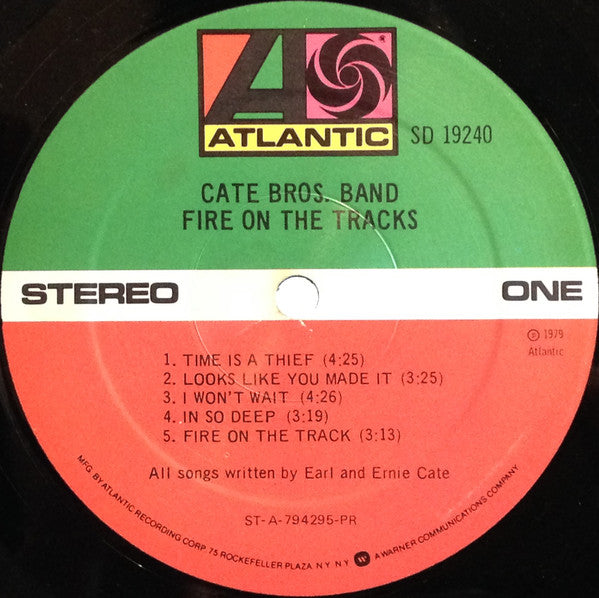 ATLANTIC
SD 19240
CATE BROS. BAND
FIRE ON THE TRACKS
STEREO
ONE
℗ 1979
Atlantic
1. TIME IS A THIEF (4:25)
2. LOOKS LIKE YOU MADE IT (3:25)
3. I WON'T WAIT (4:26)
4. IN SO DEEP (3:19)
5. FIRE ON THE TRACK (3:13)
All songs written by Earl and Ernie Cate
ST-A-794295-PR
MFG. BY ATLANTIC RECORDING CORP. 75 ROCKEFELLER PLAZA N.Y. N.Y. W A WARNER COMMUNICATIONS COMPANY